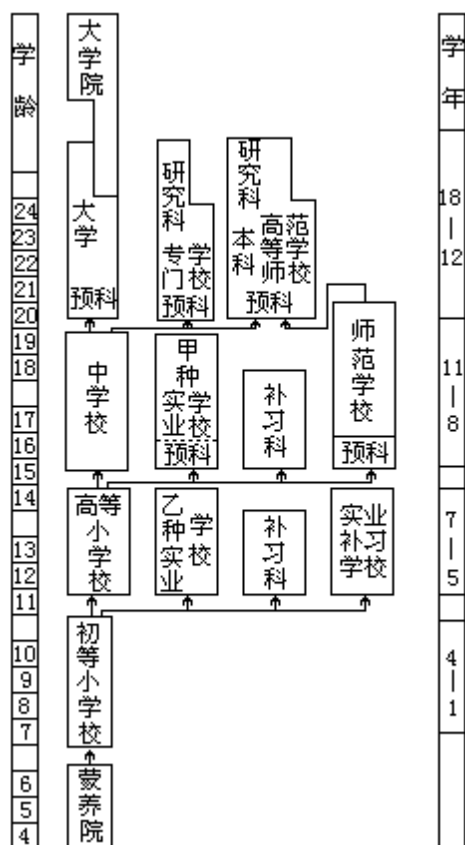 学龄
24
23
22
21
20
19
18
17
16
15
14
13
12
11
10
9
8
7
6
5
4
大学院
大学
预科
研究科
专门学校
预科
研究科
本科
高等师范学校
预科
中学校
甲种实业学校
预科
补习科
师范学校
预科
高等小学校
乙种实业学校
补习科
实业补习学校
初等小学校
蒙养院
学年
18|12
11|8
7|5
4|1